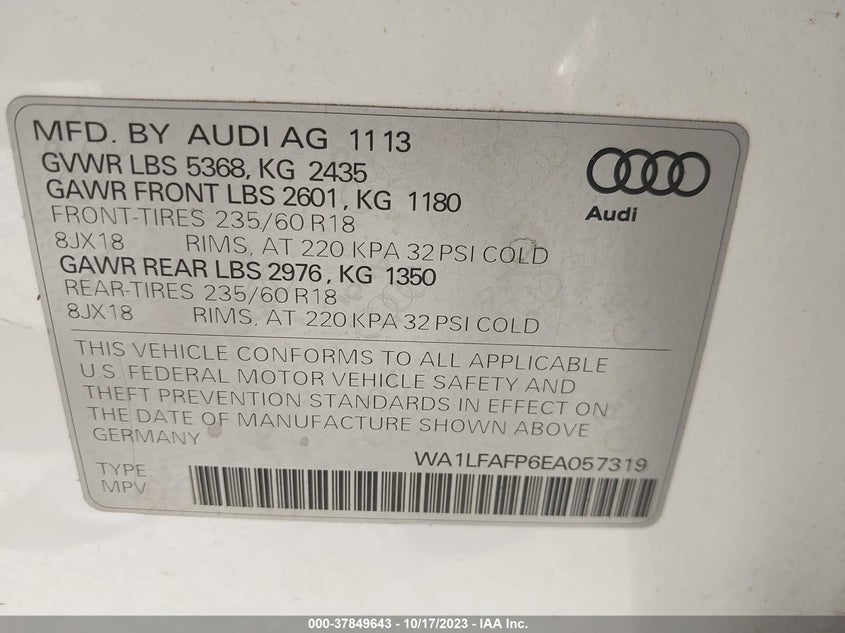 MFD. BY AUDI AG 11 13
GVWR LBS 5368, KG 2435
GAWR FRONT LBS 2601, KG 1180
FRONT-TIRES 235/60 R18
8JX18 RIMS, AT 220 KPA 32 PSI COLD
GAWR REAR LBS 2976, KG 1350
REAR-TIRES 235/60 R18
8JX18 RIMS, AT 220 KPA 32 PSI COLD
Audi
THIS VEHICLE CONFORMS TO ALL APPLICABLE
U.S. FEDERAL MOTOR VEHICLE SAFETY AND
THEFT PREVENTION STANDARDS IN EFFECT ON
THE DATE OF MANUFACTURE SHOWN ABOVE
GERMANY
WA1LFAFP6EA057319
TYPE
MPV
000-37849643 - 10/17/2023 - IAA Inc.